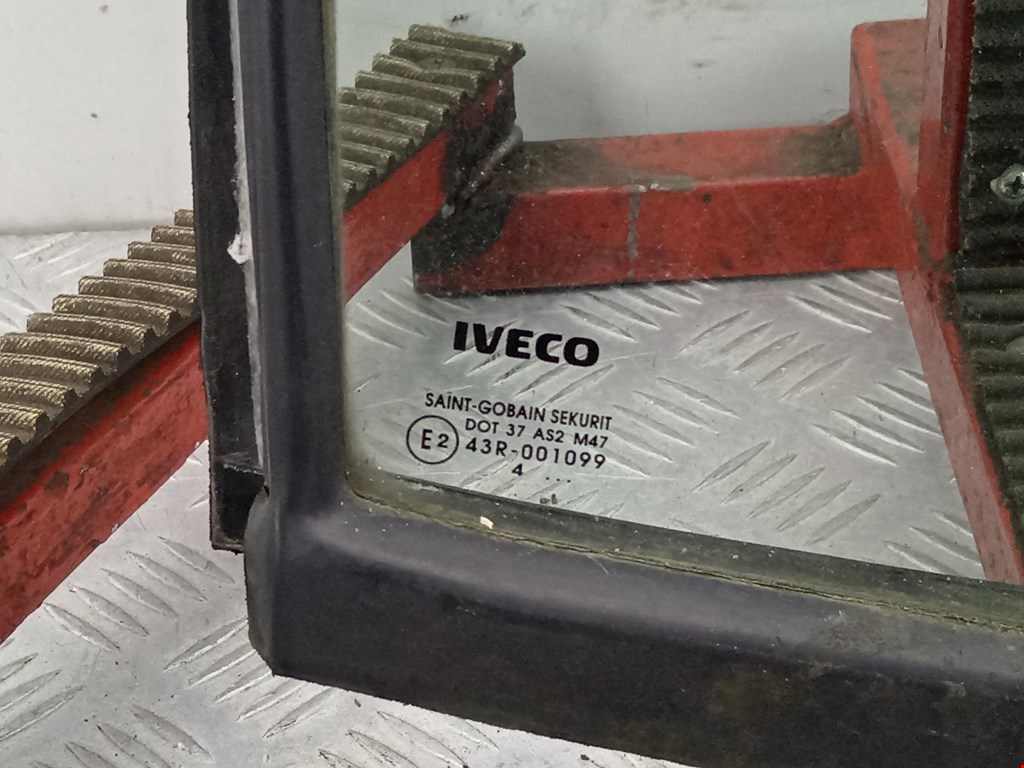 IVECO
SAINT-GOBAIN SEKURIT
DOT 37 AS2 M47
E2 43R-001099
4 ...